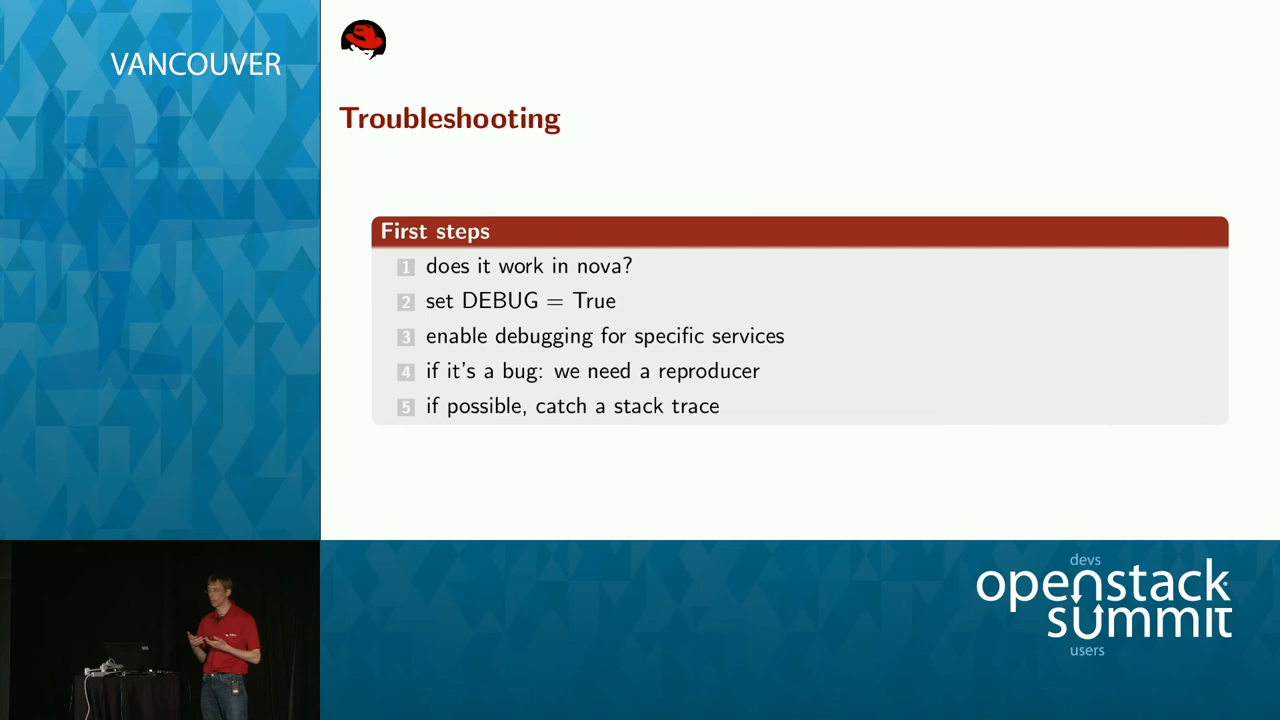 VANCOUVER
Troubleshooting
First steps
1 does it work in nova?
2 set DEBUG = True
3 enable debugging for specific services
4 if it's a bug: we need a reproducer
5 if possible, catch a stack trace
devs
openstack
summit
users